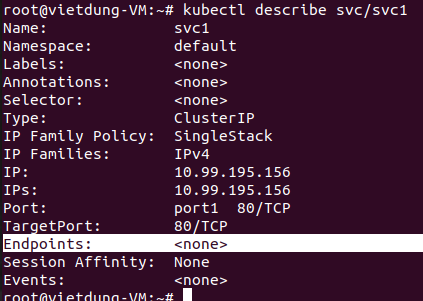 root@vietdung-VM:~# kubectl describe svc/svc1
Name:              svc1
Namespace:         default
Labels:            <none>
Annotations:       <none>
Selector:          <none>
Type:              ClusterIP
IP Family Policy:  SingleStack
IP Families:       IPv4
IP:                10.99.195.156
IPs:               10.99.195.156
Port:              port1  80/TCP
TargetPort:        80/TCP
Endpoints:         <none>
Session Affinity:  None
Events:            <none>
root@vietdung-VM:~#